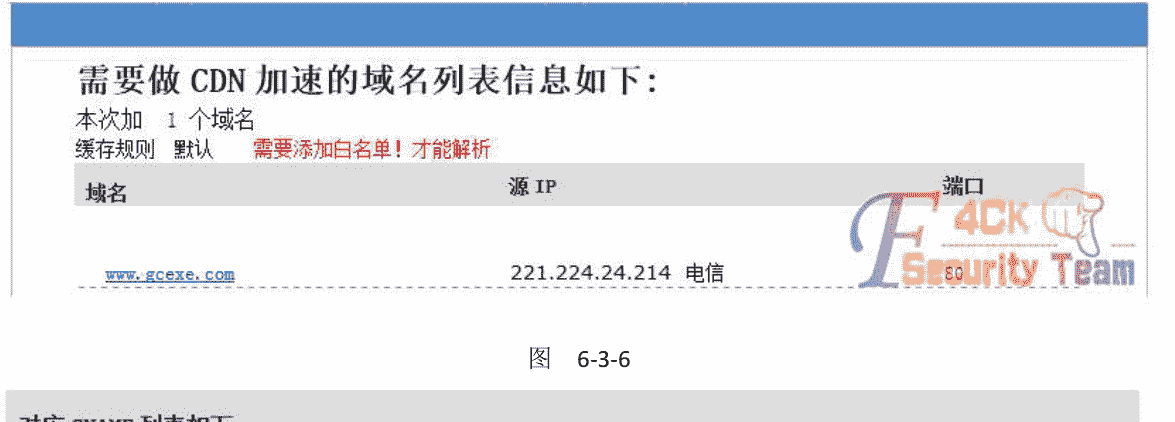 需要做 CDN 加速的域名列表信息如下：
本次加 1 个域名
缓存规则 默认 需要添加白名单！才能解析
域名 源 IP 端口
F4CK
Security Team
www.gcexe.com 221.224.24.214 电信 80
图 6-3-6